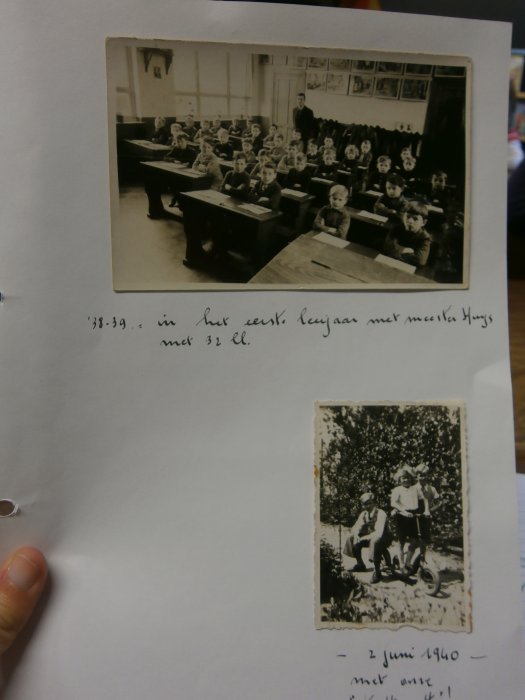 '38-39.: in het eerste leerjaar met meester Huys
met 32 ll.
- 2 juni 1940 -
met onze